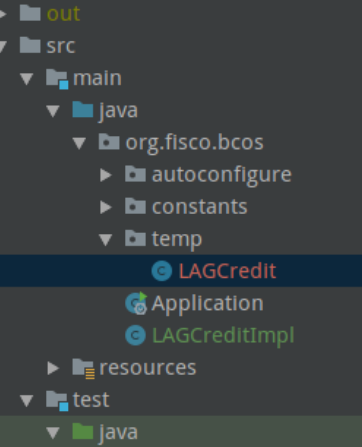 out
src
main
java
org.fisco.bcos
autoconfigure
constants
temp
LAGCredit
Application
LAGCreditImpl
resources
test
java